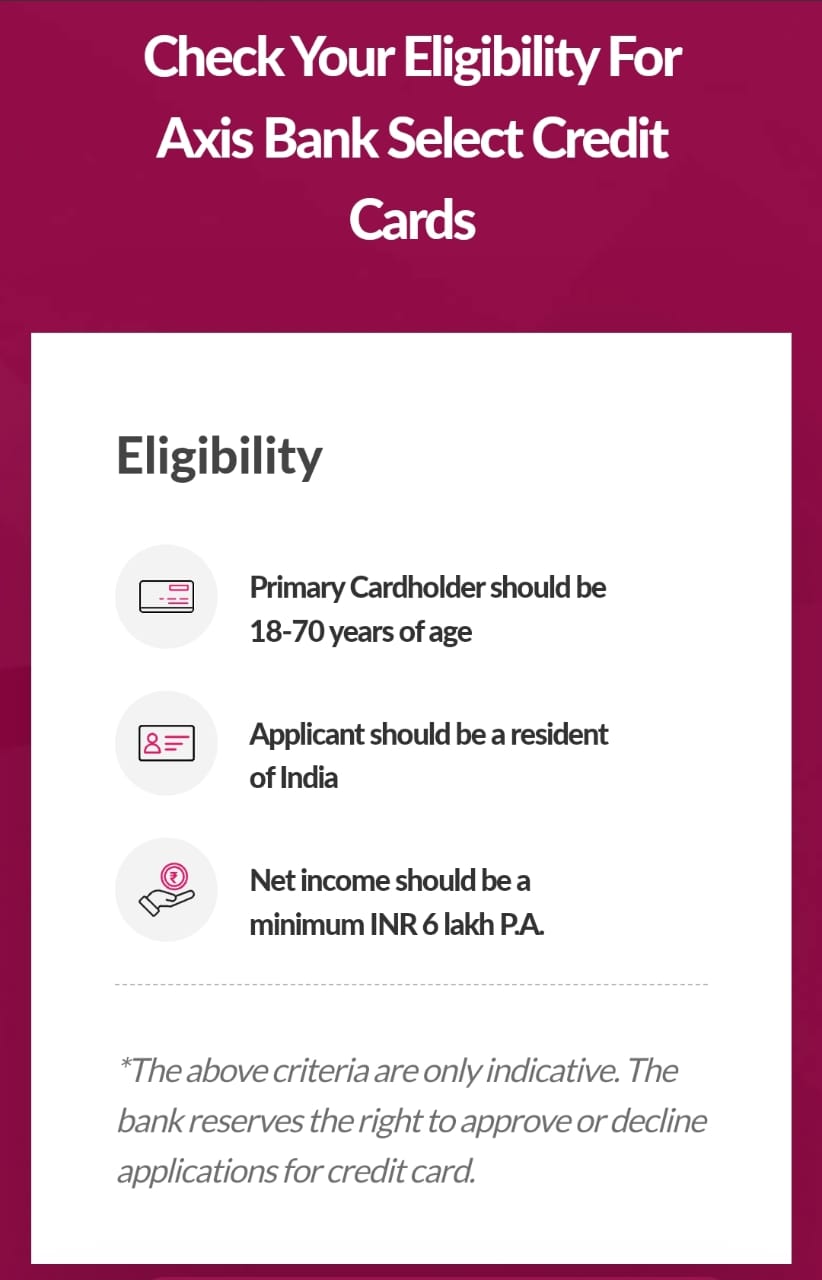 Check Your Eligibility For
Axis Bank Select Credit
Cards
Eligibility
Primary Cardholder should be
18-70 years of age
Applicant should be a resident
of India
₹
Net income should be a
minimum INR 6 lakh P.A.
*The above criteria are only indicative. The
bank reserves the right to approve or decline
applications for credit card.